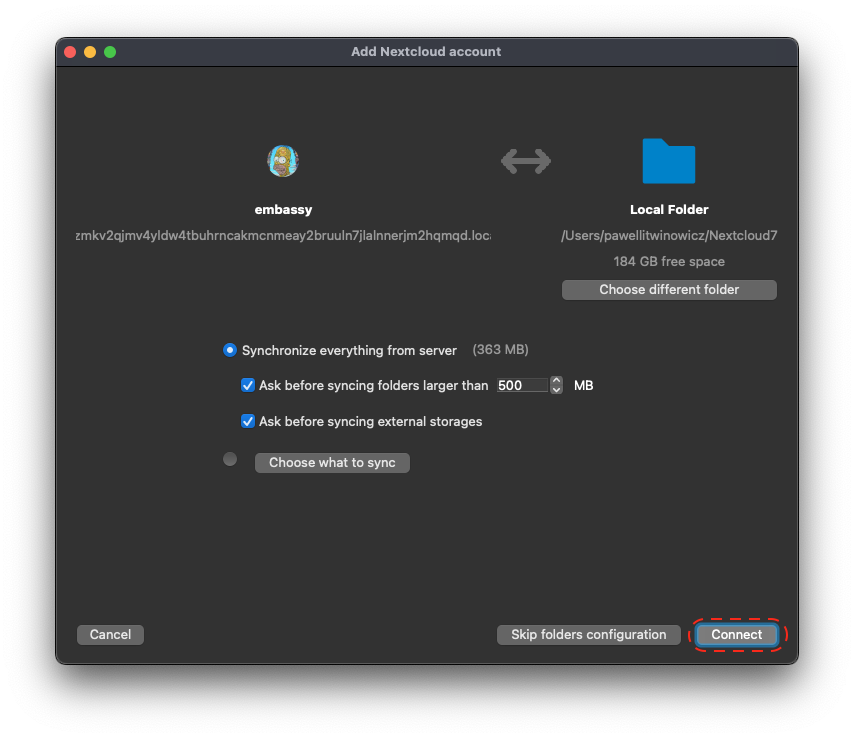 Add Nextcloud account
embassy
zmkv2qjmv4yldw4tbuhrncakmcnmeay2bruuln7jlalnnerjm2hqmqd.loca
Local Folder
/Users/pawellitwinowicz/Nextcloud7
184 GB free space
Choose different folder
Synchronize everything from server (363 MB)
Ask before syncing folders larger than 500 MB
Ask before syncing external storages
Choose what to sync
Cancel
Skip folders configuration
Connect